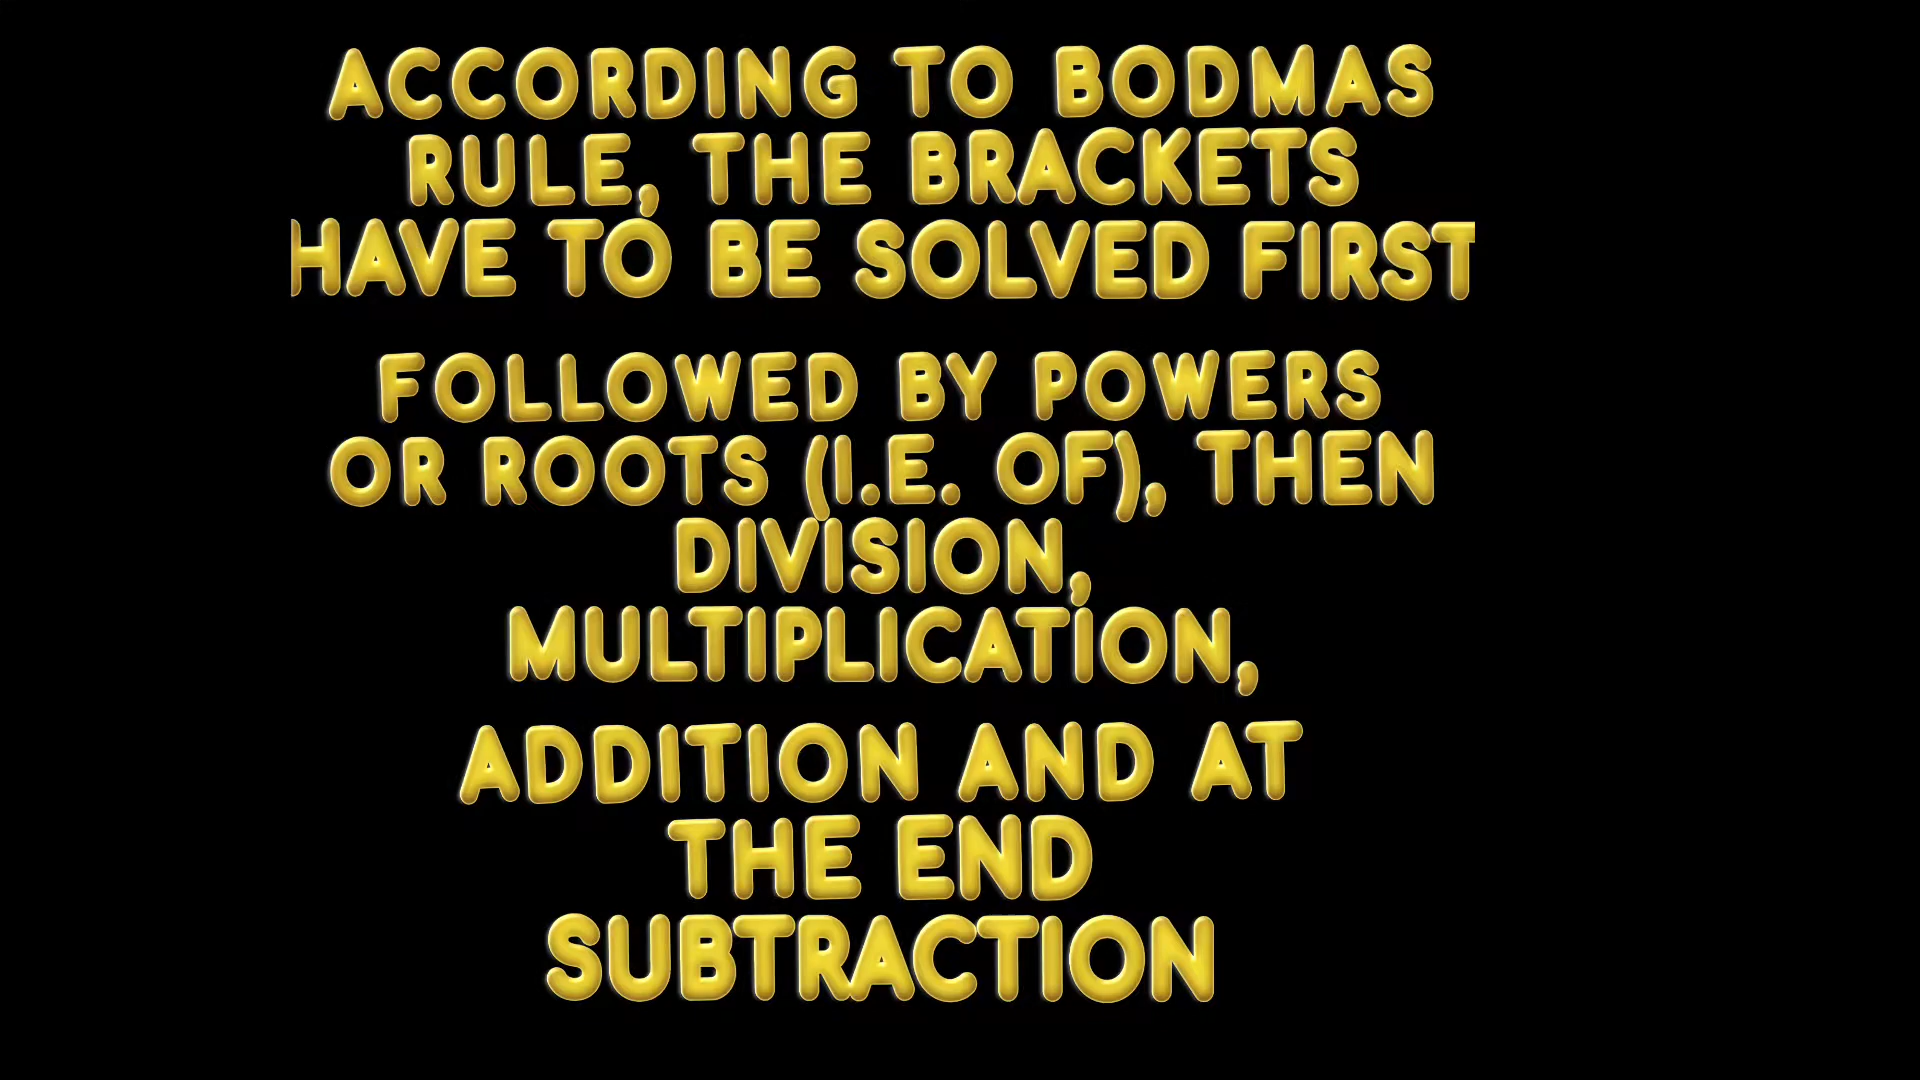 ACCORDING TO BODMAS
RULE, THE BRACKETS
HAVE TO BE SOLVED FIRST
FOLLOWED BY POWERS
OR ROOTS (I.E. OF), THEN
DIVISION,
MULTIPLICATION,
ADDITION AND AT
THE END
SUBTRACTION